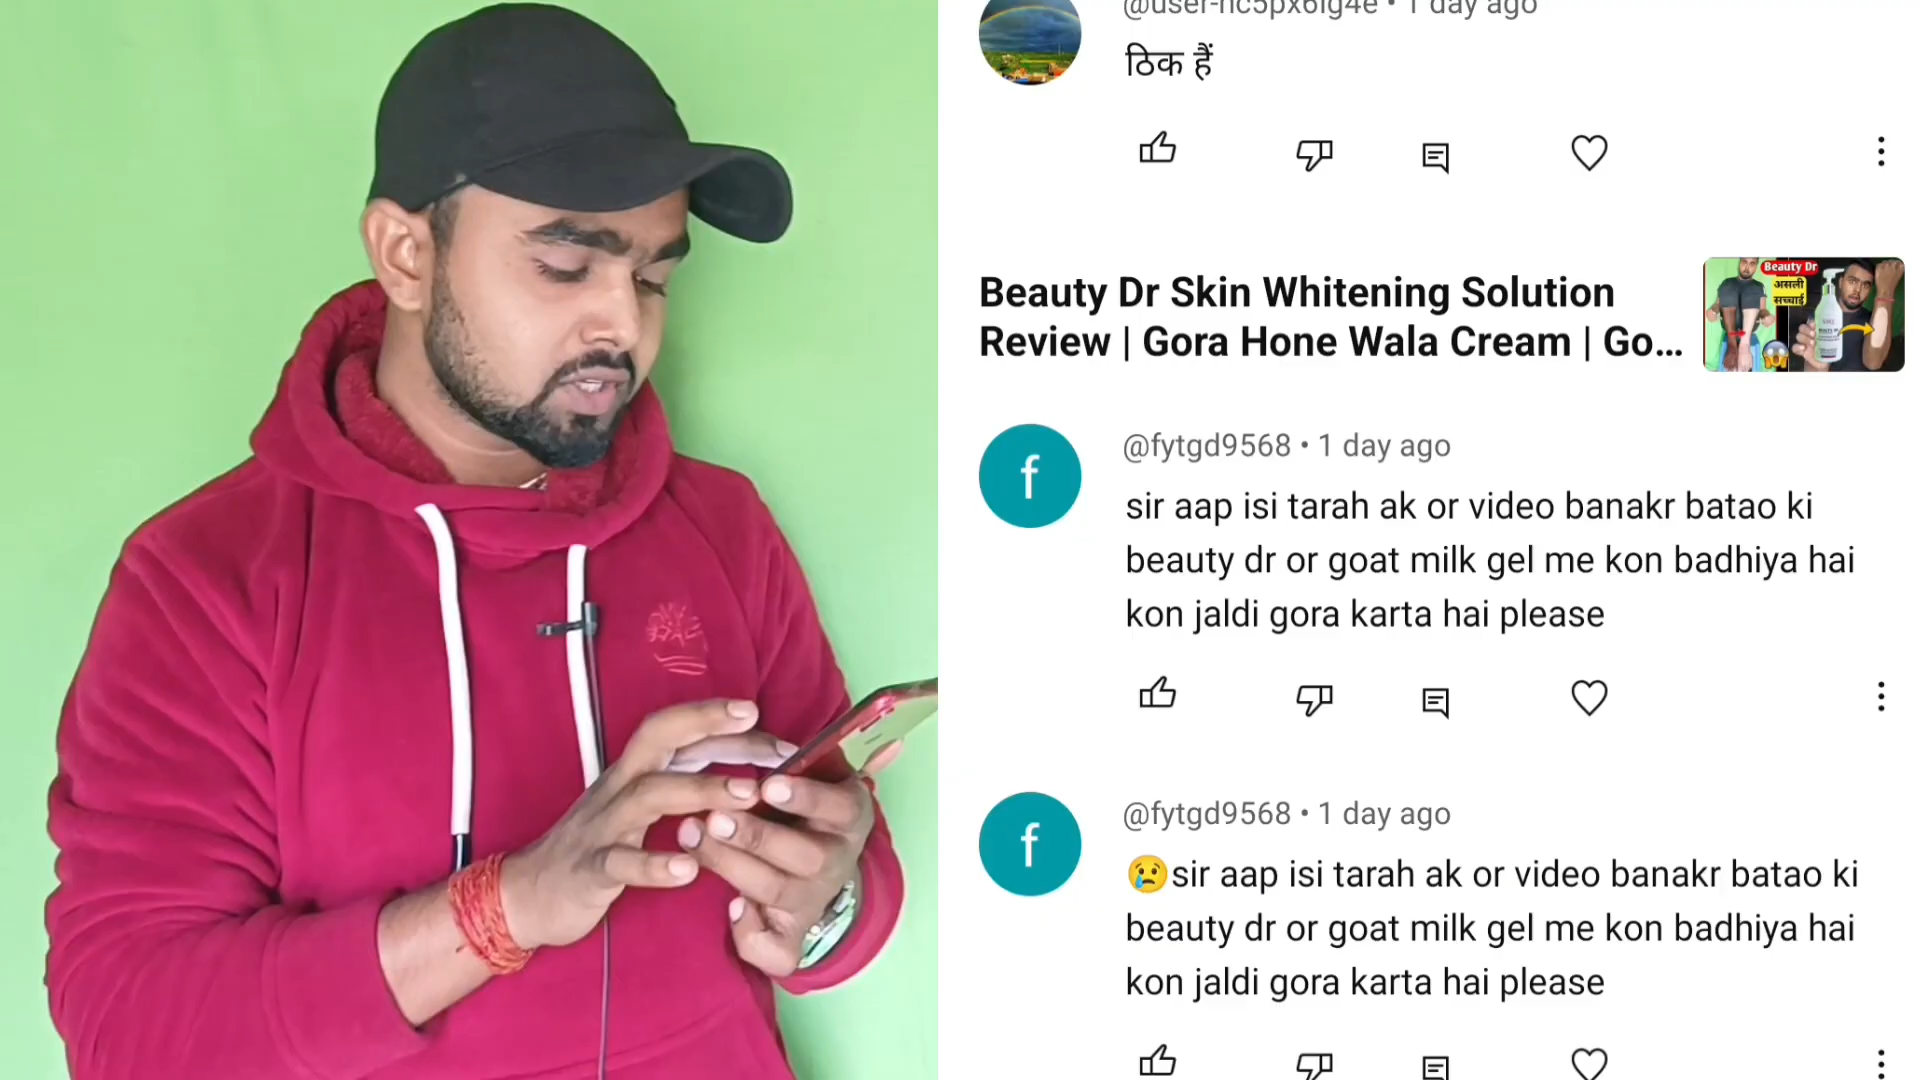 • 1 day ago
ठिक हैं
Beauty Dr Skin Whitening Solution
Review | Gora Hone Wala Cream | Go...
Beauty Dr
असली
सच्चाई
f
@fytgd9568 • 1 day ago
sir aap isi tarah ak or video banakr batao ki
beauty dr or goat milk gel me kon badhiya hai
kon jaldi gora karta hai please
f
@fytgd9568 • 1 day ago
😢sir aap isi tarah ak or video banakr batao ki
beauty dr or goat milk gel me kon badhiya hai
kon jaldi gora karta hai please